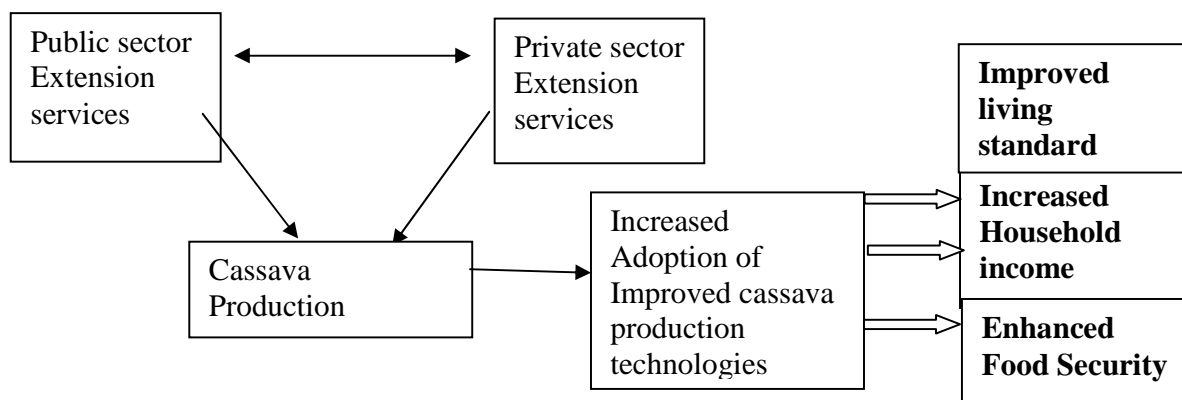 Public sector
Extension
services
Private sector
Extension
services
Improved
living
standard
Increased
Household
income
Enhanced
Food Security
Cassava
Production
Increased
Adoption of
Improved cassava
production
technologies